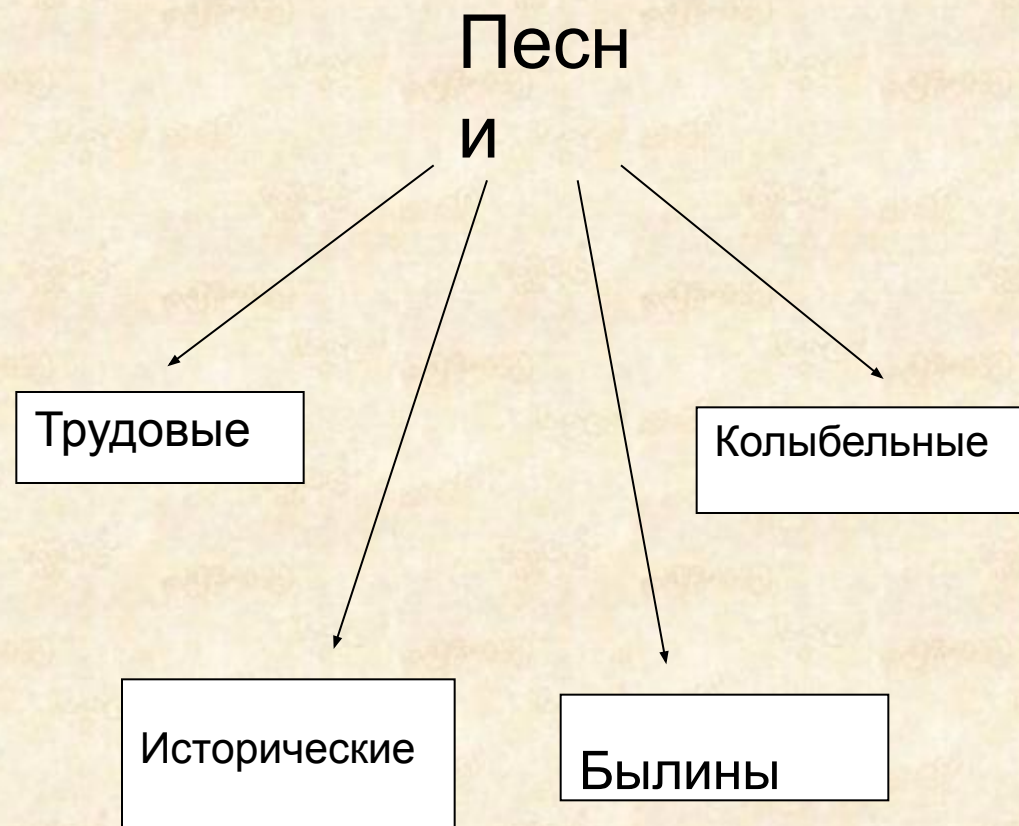 Песн
и
Трудовые
Колыбельные
Исторические
Былины